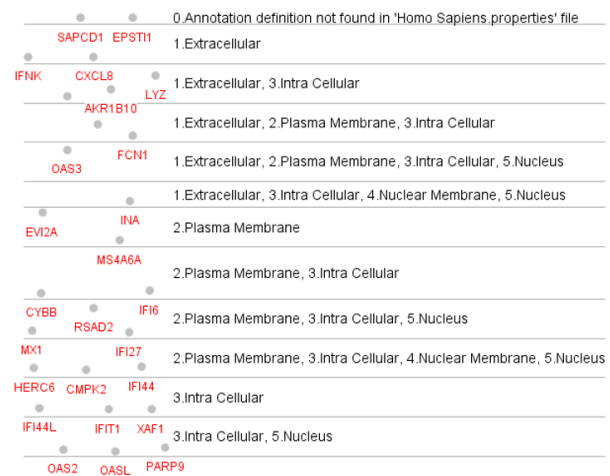 0.Annotation definition not found in 'Homo Sapiens.properties' file
SAPCD1 EPSTI1
1.Extracellular
IFNK CXCL8 LYZ
1.Extracellular, 3.Intra Cellular
AKR1B10
1.Extracellular, 2.Plasma Membrane, 3.Intra Cellular
FCN1
1.Extracellular, 2.Plasma Membrane, 3.Intra Cellular, 5.Nucleus
OAS3
1.Extracellular, 3.Intra Cellular, 4.Nuclear Membrane, 5.Nucleus
INA
EVI2A
2.Plasma Membrane
MS4A6A
2.Plasma Membrane, 3.Intra Cellular
CYBB IFI6
RSAD2
2.Plasma Membrane, 3.Intra Cellular, 5.Nucleus
MX1 IFI27
2.Plasma Membrane, 3.Intra Cellular, 4.Nuclear Membrane, 5.Nucleus
HERC6 CMPK2 IFI44
3.Intra Cellular
IFI44L IFIT1 XAF1
3.Intra Cellular, 5.Nucleus
OAS2 OASL PARP9